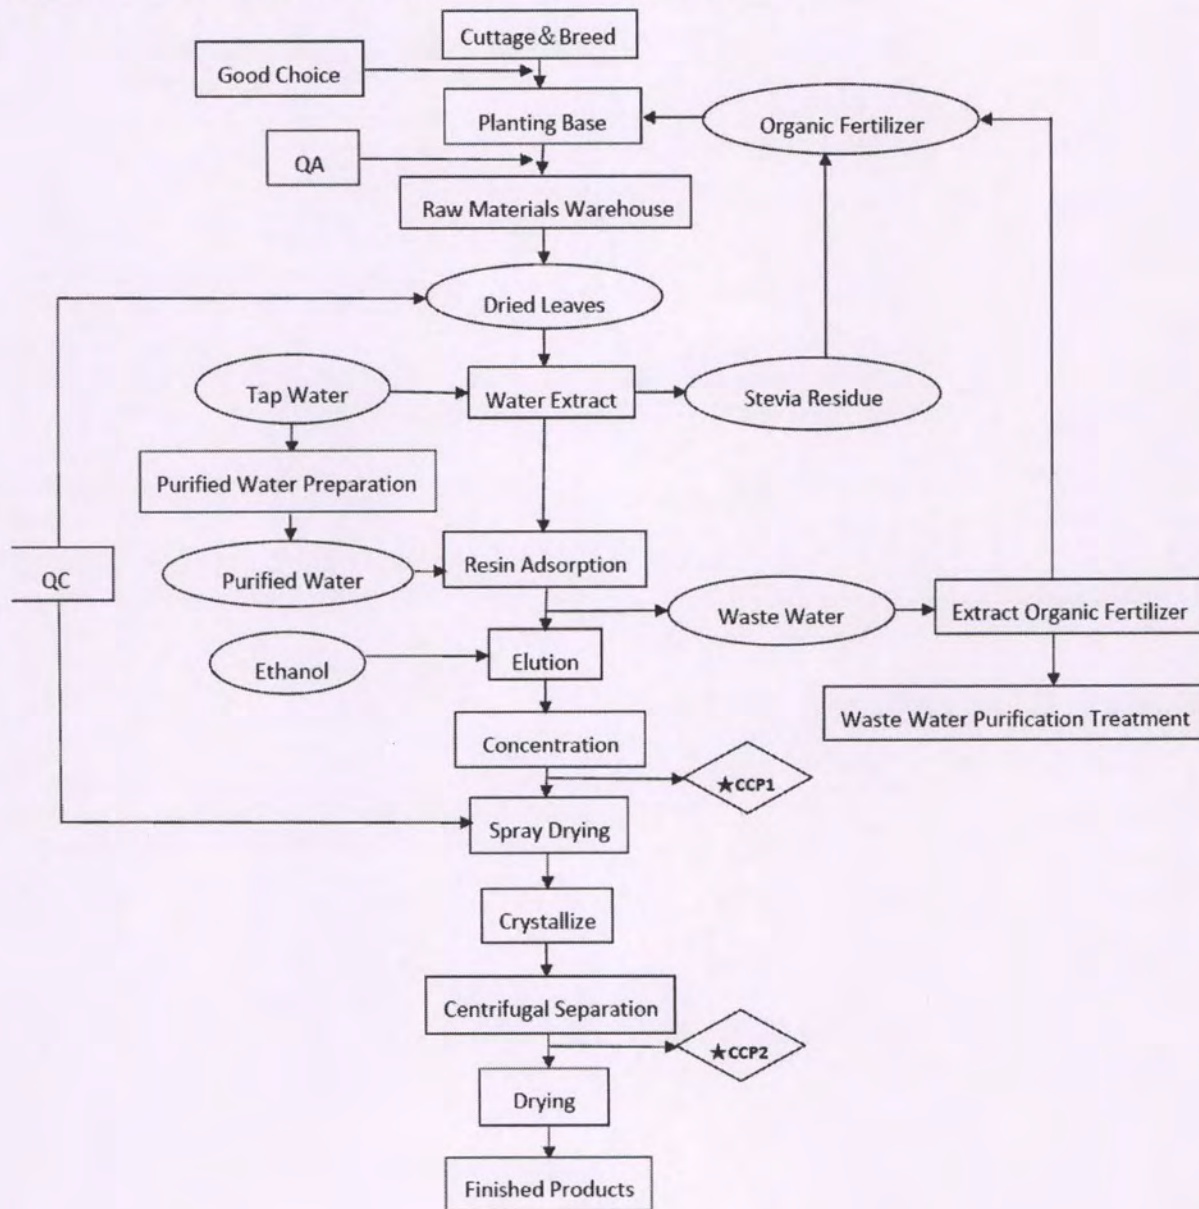 Cuttage&Breed
Good Choice
Planting Base
Organic Fertilizer
QA
Raw Materials Warehouse
Dried Leaves
Tap Water
Water Extract
Stevia Residue
Purified Water Preparation
QC
Purified Water
Resin Adsorption
Waste Water
Extract Organic Fertilizer
Ethanol
Elution
Waste Water Purification Treatment
Concentration
★CCP1
Spray Drying
Crystallize
Centrifugal Separation
★CCP2
Drying
Finished Products